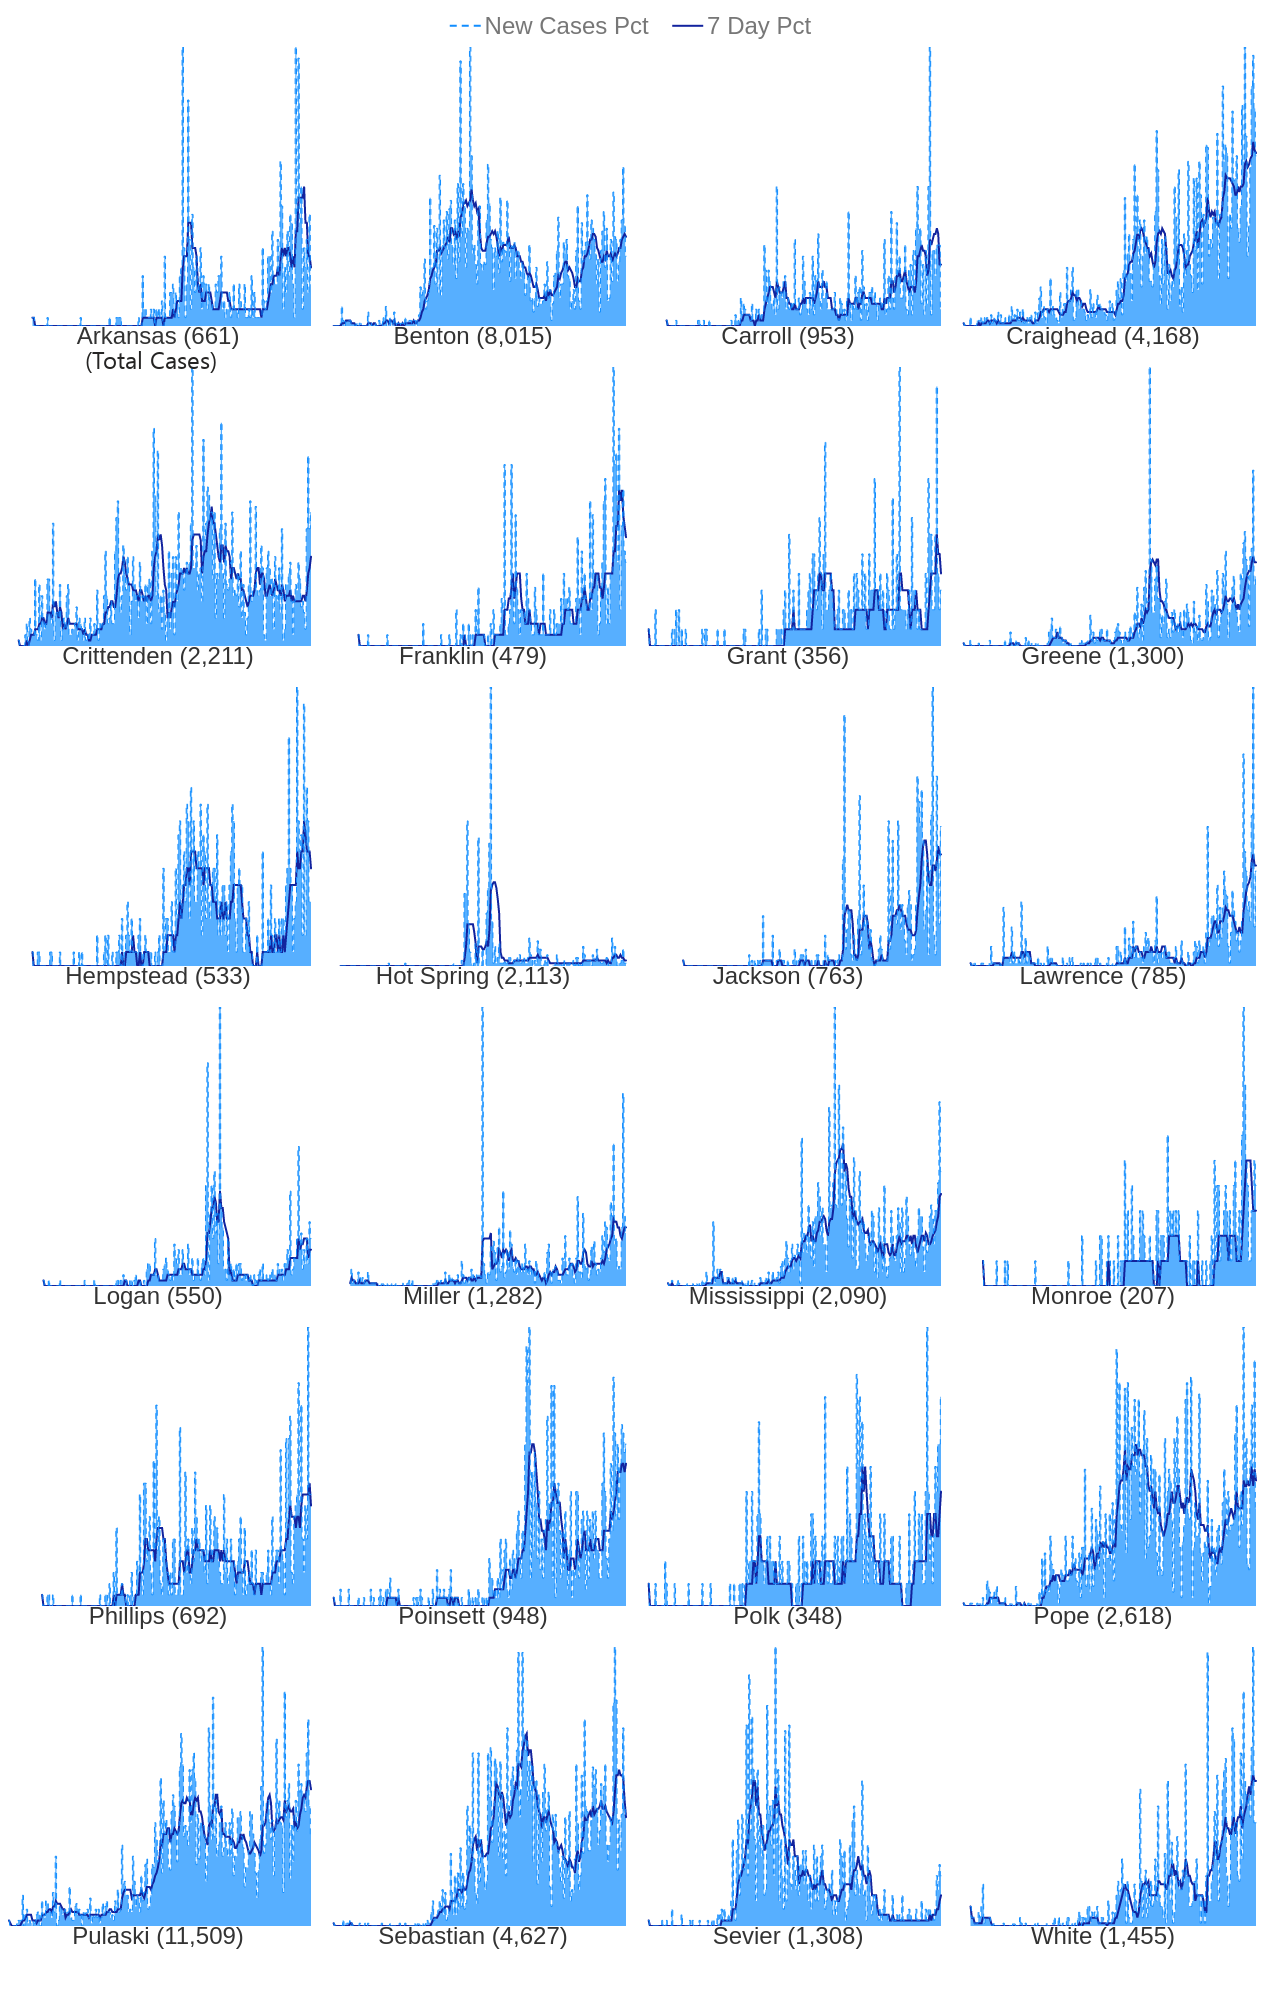 New Cases Pct 7 Day Pct
Arkansas (661) Benton (8,015) Carroll (953) Craighead (4,168)
(Total Cases)
Crittenden (2,211) Franklin (479) Grant (356) Greene (1,300)
Hempstead (533) Hot Spring (2,113) Jackson (763) Lawrence (785)
Logan (550) Miller (1,282) Mississippi (2,090) Monroe (207)
Phillips (692) Poinsett (948) Polk (348) Pope (2,618)
Pulaski (11,509) Sebastian (4,627) Sevier (1,308) White (1,455)